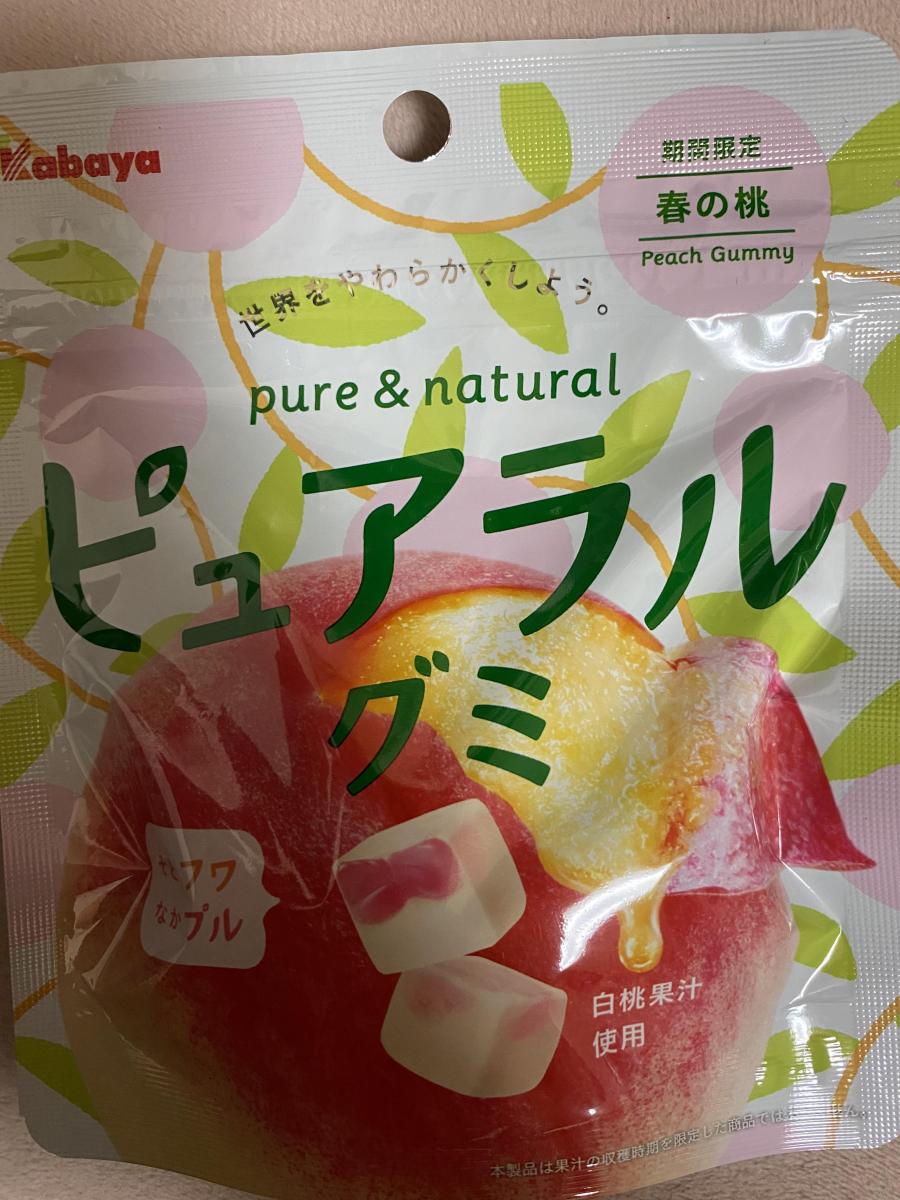 Kabaya
期間限定
春の桃
Peach Gummy
世界をやわらかくしよう。
pure & natural
ピュアラル
グミ
そとフワ
なかプル
白桃果汁
使用
本製品は果汁の収穫時期を限定した商品では